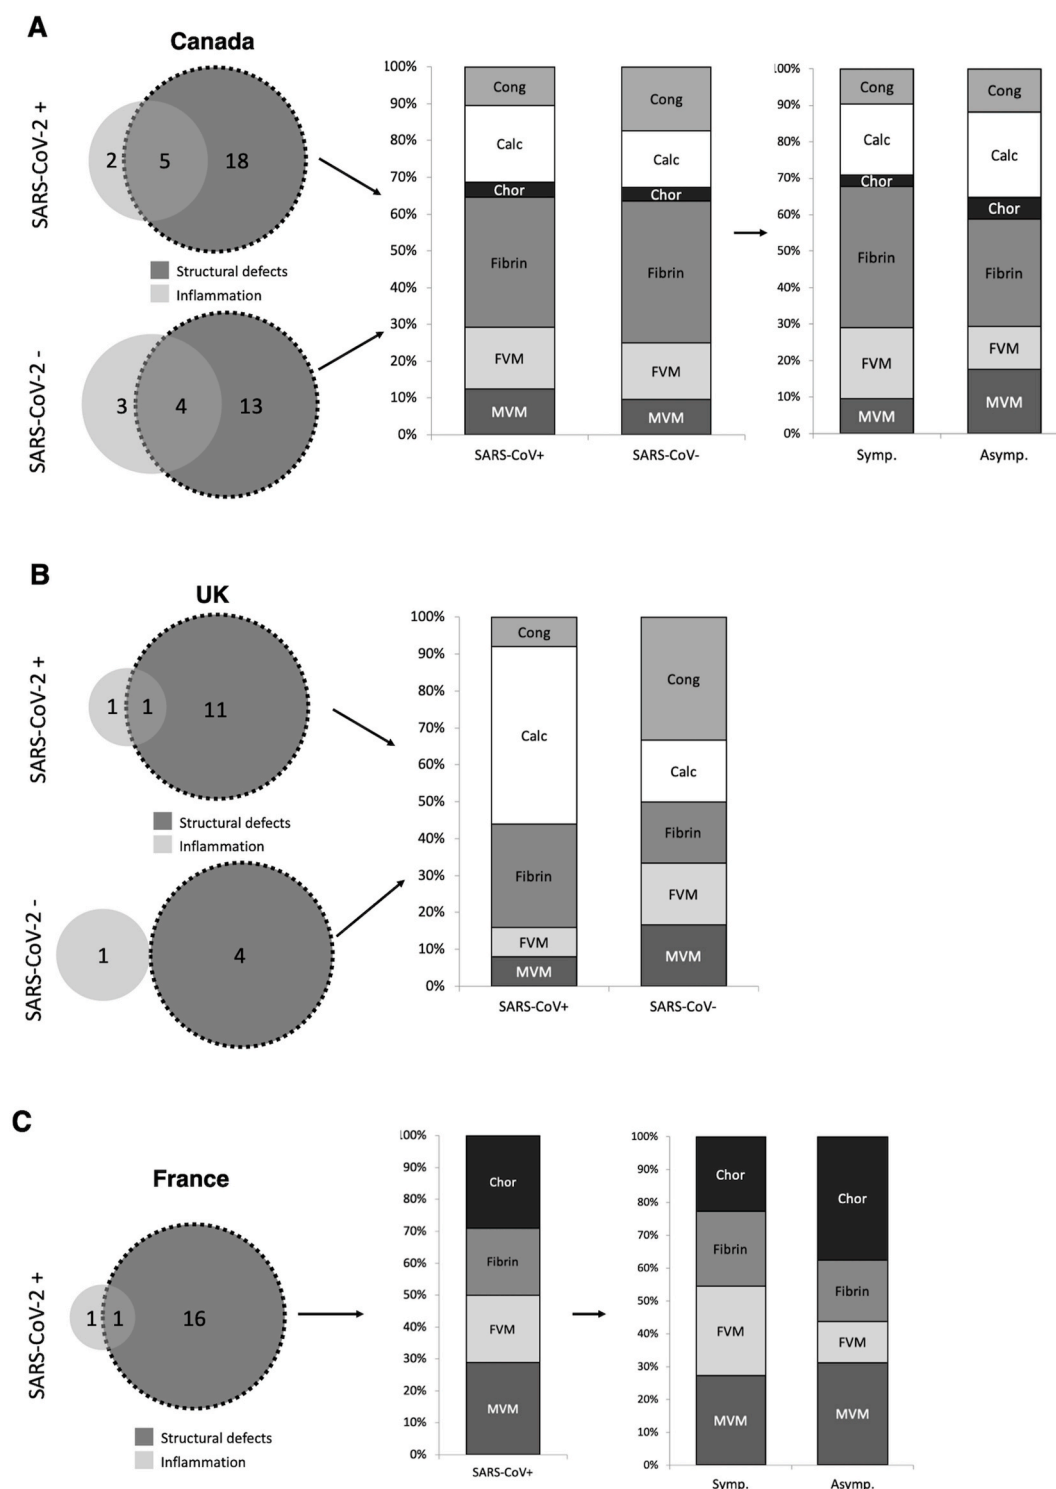 A
Canada
SARS-CoV-2 +
2
5
18
Structural defects
Inflammation
SARS-CoV-2 -
3
4
13
100%
90%
80%
70%
60%
50%
40%
30%
20%
10%
0%
Cong
Calc
Chor
Fibrin
FVM
MVM
Cong
Calc
Chor
Fibrin
FVM
MVM
SARS-CoV+
SARS-CoV-
100%
90%
80%
70%
60%
50%
40%
30%
20%
10%
0%
Cong
Calc
Chor
Fibrin
FVM
MVM
Cong
Calc
Chor
Fibrin
FVM
MVM
Symp.
Asymp.
B
UK
SARS-CoV-2 +
1
1
11
Structural defects
Inflammation
SARS-CoV-2 -
1
4
100%
90%
80%
70%
60%
50%
40%
30%
20%
10%
0%
Cong
Calc
Fibrin
FVM
MVM
Cong
Calc
Fibrin
FVM
MVM
SARS-CoV+
SARS-CoV-
C
France
SARS-CoV-2 +
1
1
16
Structural defects
Inflammation
100%
90%
80%
70%
60%
50%
40%
30%
20%
10%
0%
Chor
Fibrin
FVM
MVM
SARS-CoV+
100%
90%
80%
70%
60%
50%
40%
30%
20%
10%
0%
Chor
Fibrin
FVM
MVM
Chor
Fibrin
FVM
MVM
Symp.
Asymp.